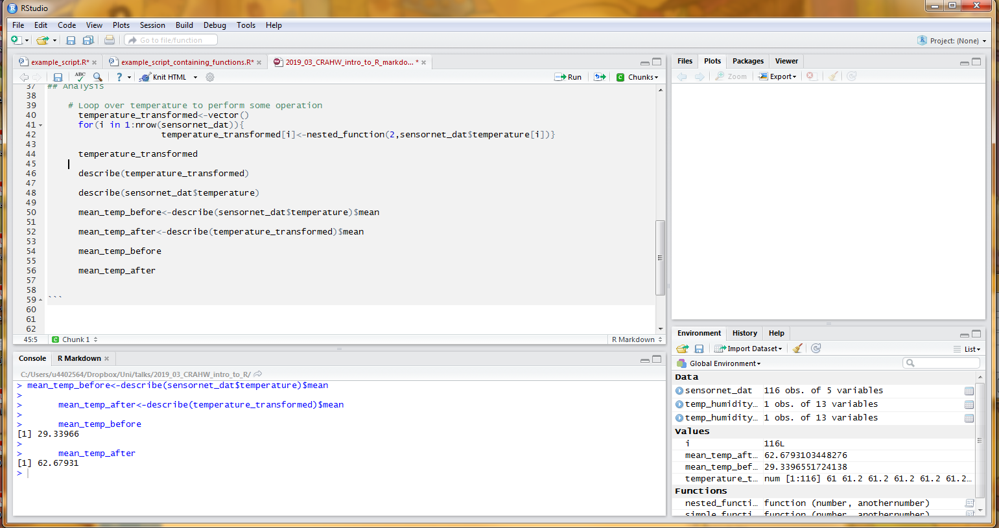 RStudio
File Edit Code View Plots Session Build Debug Tools Help
Go to file/function
Project: (None)
example_script.R* example_script_containing_functions.R* 2019_03_CRAHW_intro_to_R_markdo... *
ABC ? Knit HTML Run Chunks
37 ## Analysis
38
39 # Loop over temperature to perform some operation
40 temperature_transformed<-vector()
41 for(i in 1:nrow(sensornet_dat)){
42 temperature_transformed[i]<-nested_function(2,sensornet_dat$temperature[i])}
43
44 temperature_transformed
45
46 describe(temperature_transformed)
47
48 describe(sensornet_dat$temperature)
49
50 mean_temp_before<-describe(sensornet_dat$temperature)$mean
51
52 mean_temp_after<-describe(temperature_transformed)$mean
53
54 mean_temp_before
55
56 mean_temp_after
57
58
59 ```
60
61
62
45:5 Chunk 1 R Markdown
Console R Markdown
C:/Users/u4402564/Dropbox/Uni/talks/2019_03_CRAHW_intro_to_R/
> mean_temp_before<-describe(sensornet_dat$temperature)$mean
>
> mean_temp_after<-describe(temperature_transformed)$mean
>
> mean_temp_before
[1] 29.33966
>
> mean_temp_after
[1] 62.67931
>
Files Plots Packages Viewer
Zoom Export
Environment History Help
Import Dataset List
Global Environment
Data
sensornet_dat 116 obs. of 5 variables
temp_humidity… 1 obs. of 13 variables
temp_humidity… 1 obs. of 13 variables
Values
i 116L
mean_temp_aft… 62.6793103448276
mean_temp_bef… 29.3396551724138
temperature_t… num [1:116] 61 61.2 61.2 61.2 61.2 61.2…
Functions
nested_functi… function (number, anothernumber)
simple_functi… function (number, anothernumber)